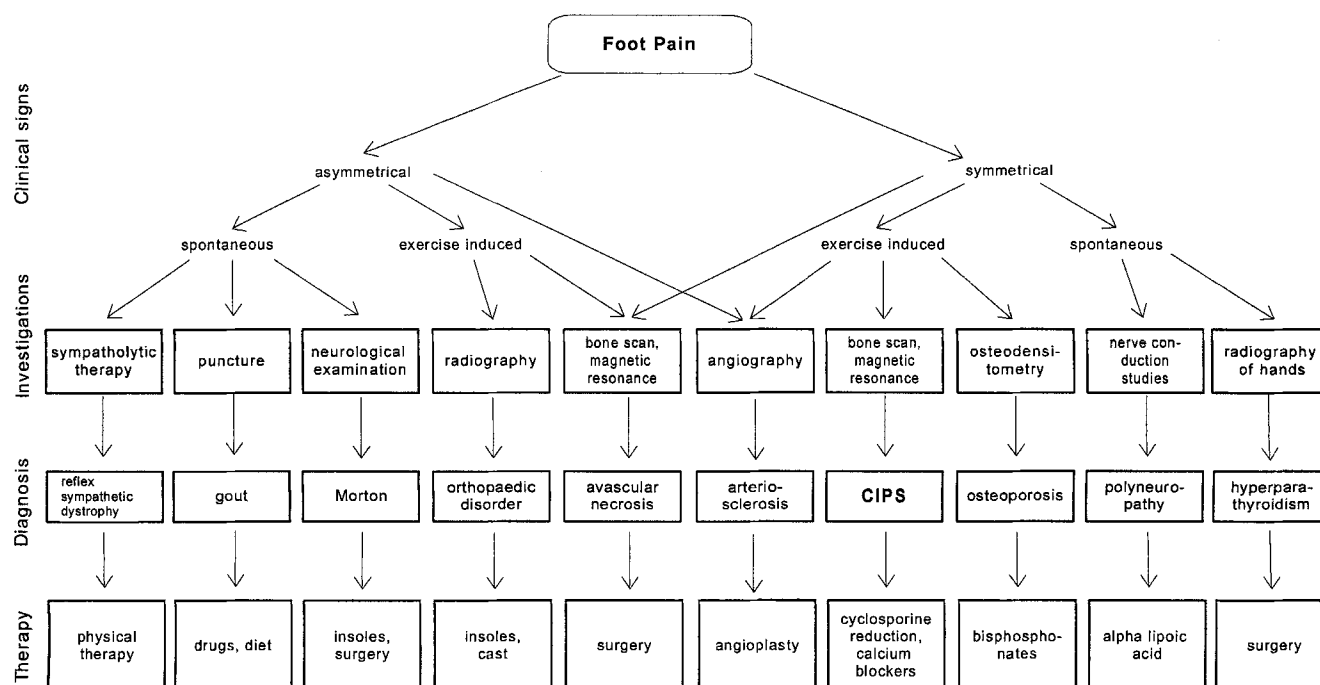 Foot Pain
Clinical signs
asymmetrical
symmetrical
spontaneous
exercise induced
exercise induced
spontaneous
Investigations
sympatholytic
therapy
puncture
neurological
examination
radiography
bone scan,
magnetic
resonance
angiography
bone scan,
magnetic
resonance
osteodensi-
tometry
nerve con-
duction
studies
radiography
of hands
Diagnosis
reflex
sympathetic
dystrophy
gout
Morton
orthopaedic
disorder
avascular
necrosis
arterio-
sclerosis
CIPS
osteoporosis
polyneuro-
pathy
hyperpara-
thyroidism
Therapy
physical
therapy
drugs, diet
insoles,
surgery
insoles,
cast
surgery
angioplasty
cyclosporine
reduction,
calcium
blockers
bisphospho-
nates
alpha lipoic
acid
surgery